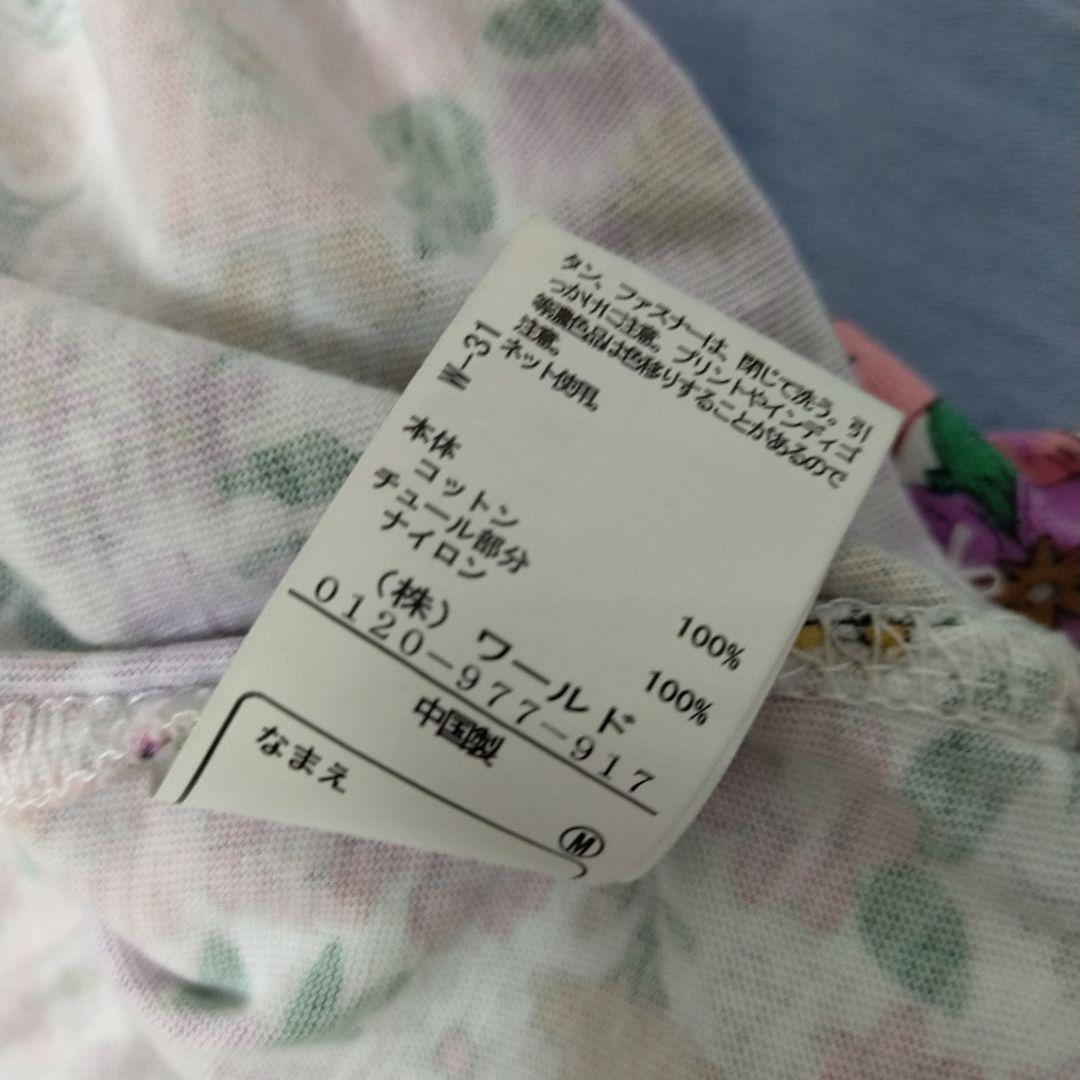 タン、ファスナーは、閉じて洗う。引
つかけにご注意。プリントやインディゴ
等濃色品は色移りすることがあるので
注意。
ネット使用。
W-31
本体
コットン 100%
チュール部分
ナイロン 100%
(株)ワールド
0120-977-917
中国製
なまえ
M